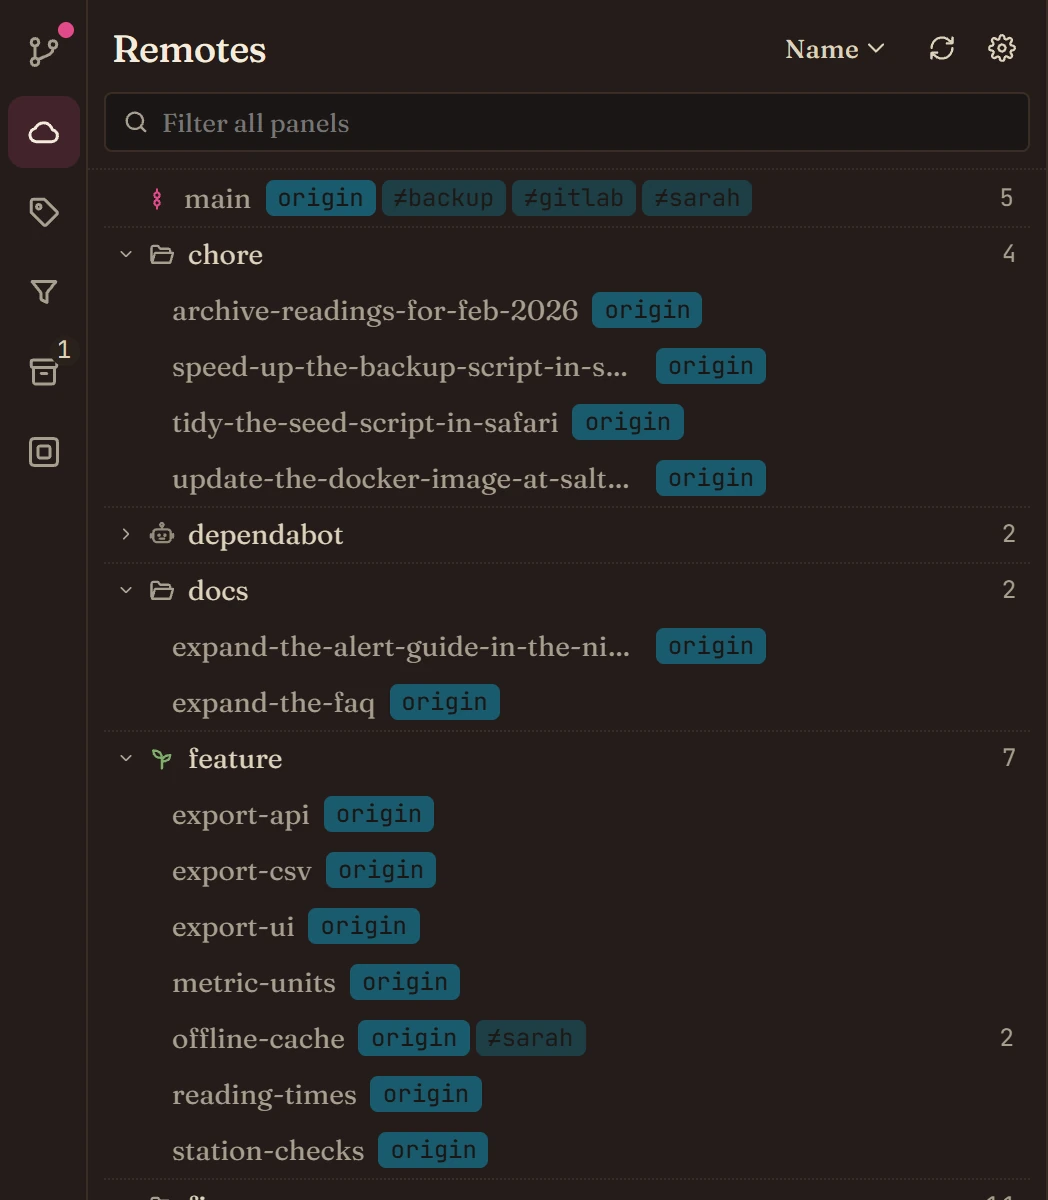 Remotes Name
Filter all panels
main origin ≠backup ≠gitlab ≠sarah 5
chore 4
archive-readings-for-feb-2026 origin
1
speed-up-the-backup-script-in-s... origin
tidy-the-seed-script-in-safari origin
update-the-docker-image-at-salt... origin
dependabot 2
docs 2
expand-the-alert-guide-in-the-ni... origin
expand-the-faq origin
feature 7
export-api origin
export-csv origin
export-ui origin
metric-units origin
offline-cache origin ≠sarah 2
reading-times origin
station-checks origin